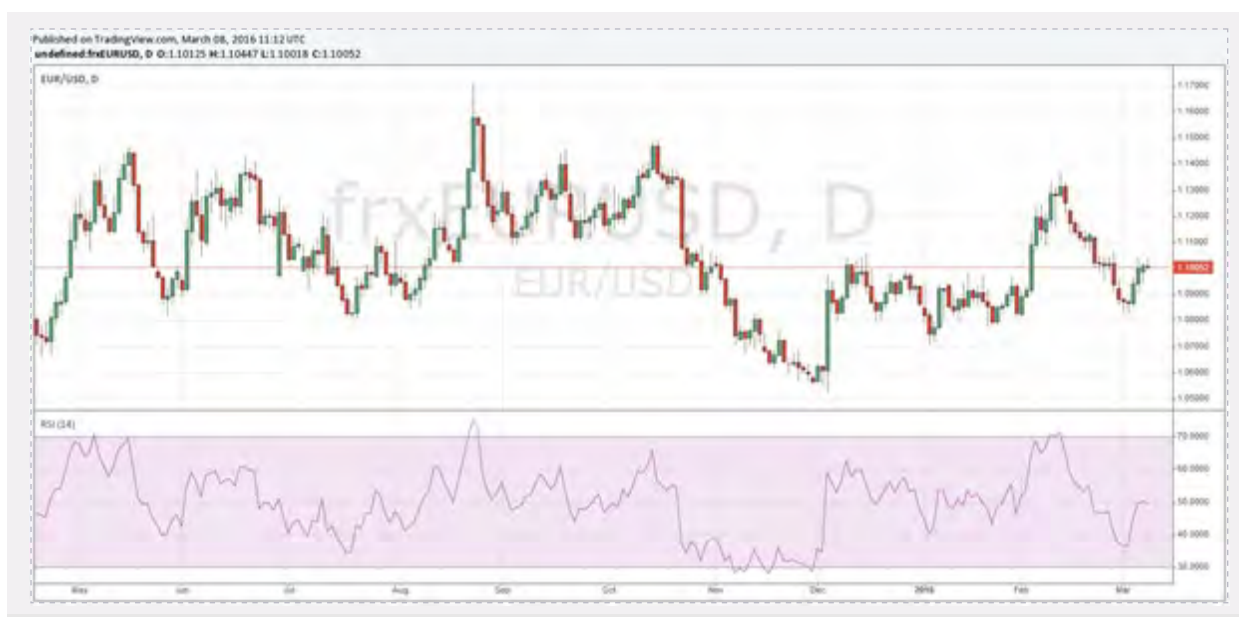 Published on TradingView.com, March 08, 2016 11:12 UTC
undefined:frxEURUSD, D O:1.10125 H:1.10447 L:1.10018 C:1.10052
EUR/USD, D
frxEURUSD, D
EUR/USD
1.17000
1.16000
1.15000
1.14000
1.13000
1.12000
1.11000
1.10052
1.09000
1.08000
1.07000
1.06000
1.05000
RSI (14)
70.0000
60.0000
50.0000
40.0000
30.0000
May Jun Jul Aug Sep Oct Nov Dec 2016 Feb Mar